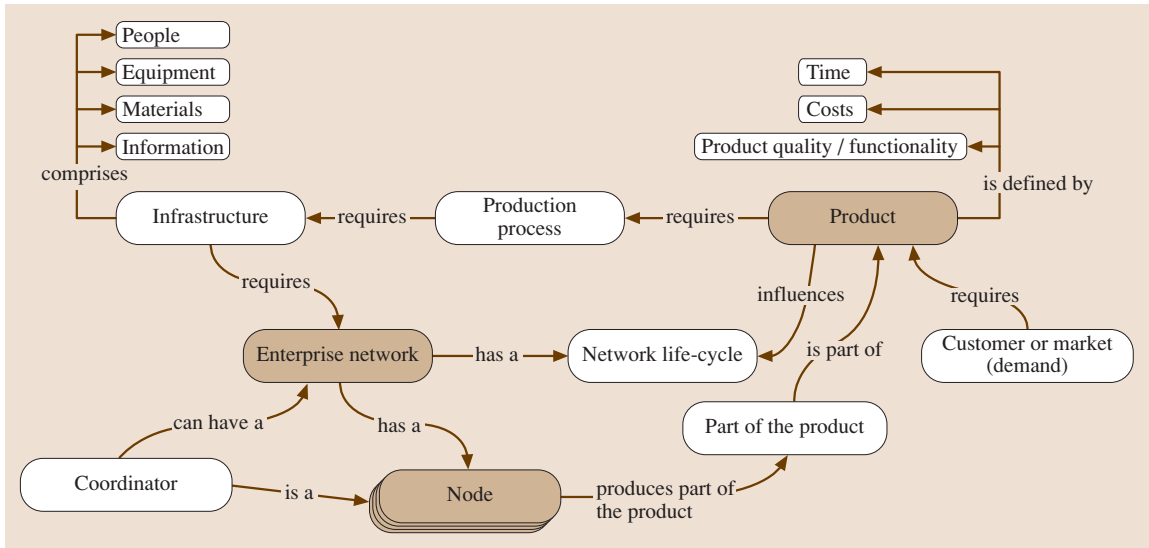 People
Equipment
Materials
Information
comprises
Time
Costs
Product quality / functionality
is defined by
Infrastructure
requires
Production
process
requires
Product
requires
influences
requires
Enterprise network
has a
Network life-cycle
is part of
Customer or market
(demand)
can have a
has a
Part of the product
Coordinator
is a
Node
produces part of
the product